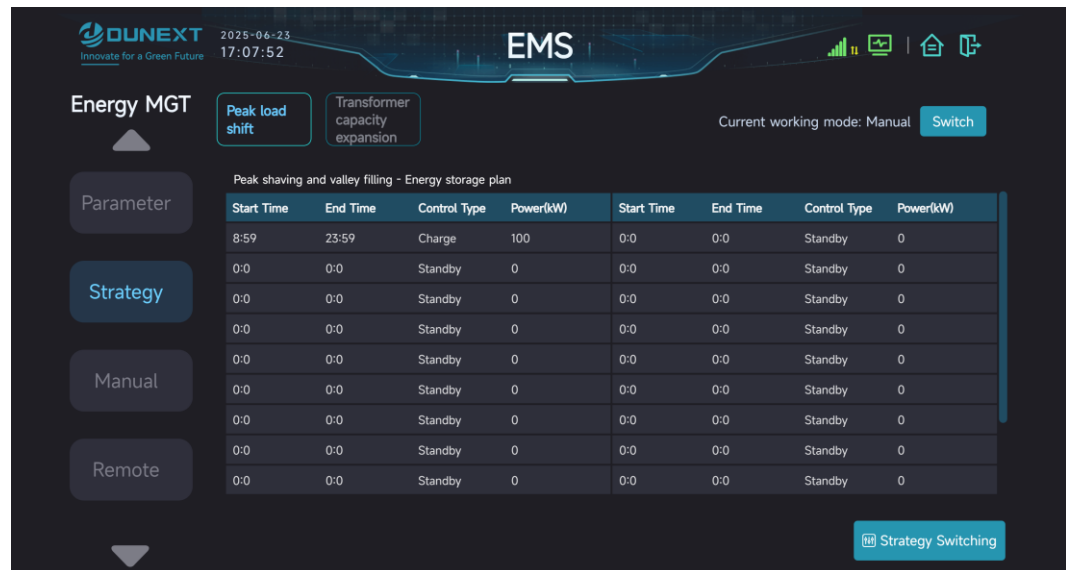 DUNEXT
Innovate for a Green Future
2025-06-23
17:07:52
EMS
Energy MGT
Peak load
shift
Transformer
capacity
expansion
Current working mode: Manual
Switch
Parameter
Strategy
Manual
Remote
Peak shaving and valley filling - Energy storage plan
Start Time End Time Control Type Power(kW) Start Time End Time Control Type Power(kW)
8:59 23:59 Charge 100 0:0 0:0 Standby 0
0:0 0:0 Standby 0 0:0 0:0 Standby 0
0:0 0:0 Standby 0 0:0 0:0 Standby 0
0:0 0:0 Standby 0 0:0 0:0 Standby 0
0:0 0:0 Standby 0 0:0 0:0 Standby 0
0:0 0:0 Standby 0 0:0 0:0 Standby 0
0:0 0:0 Standby 0 0:0 0:0 Standby 0
0:0 0:0 Standby 0 0:0 0:0 Standby 0
0:0 0:0 Standby 0 0:0 0:0 Standby 0
Strategy Switching